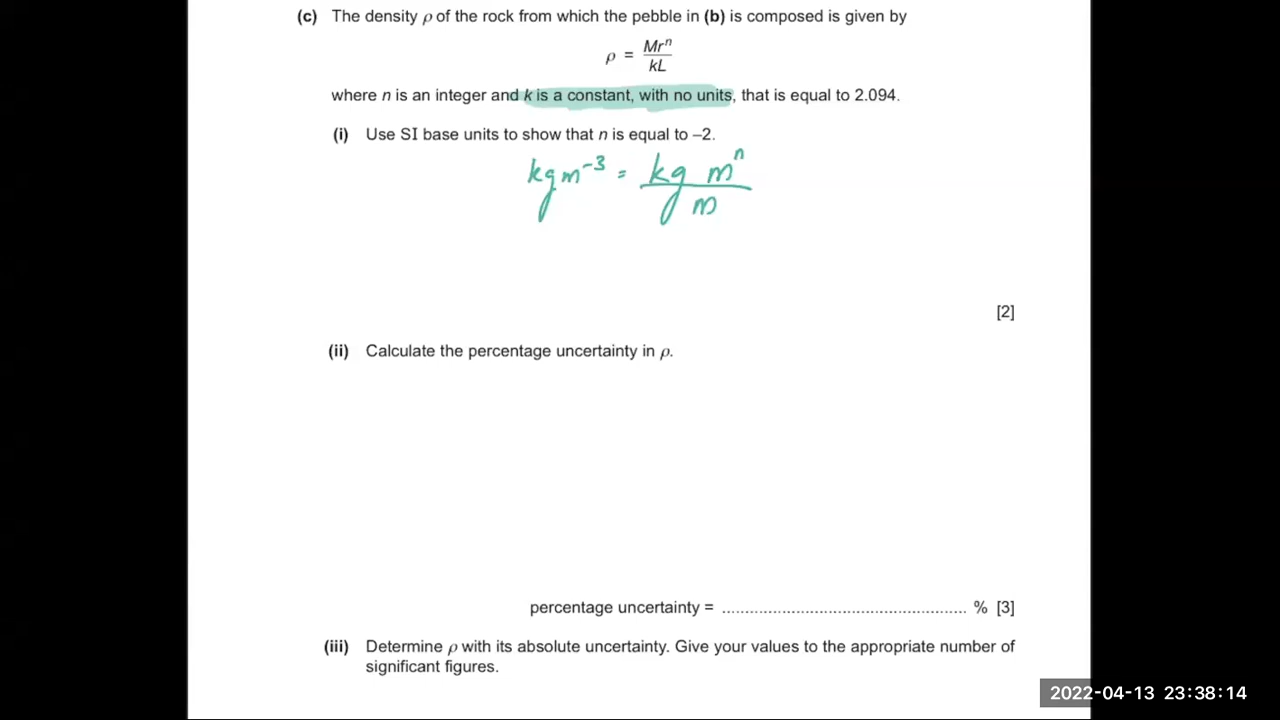 (c) The density ρ of the rock from which the pebble in (b) is composed is given by
ρ = Mrⁿ / kL
where n is an integer and k is a constant, with no units, that is equal to 2.094.
(i) Use SI base units to show that n is equal to –2.
kgm⁻³ = kg mⁿ / m
[2]
(ii) Calculate the percentage uncertainty in ρ.
percentage uncertainty = ................................................. % [3]
(iii) Determine ρ with its absolute uncertainty. Give your values to the appropriate number of
significant figures.
2022-04-13 23:38:14